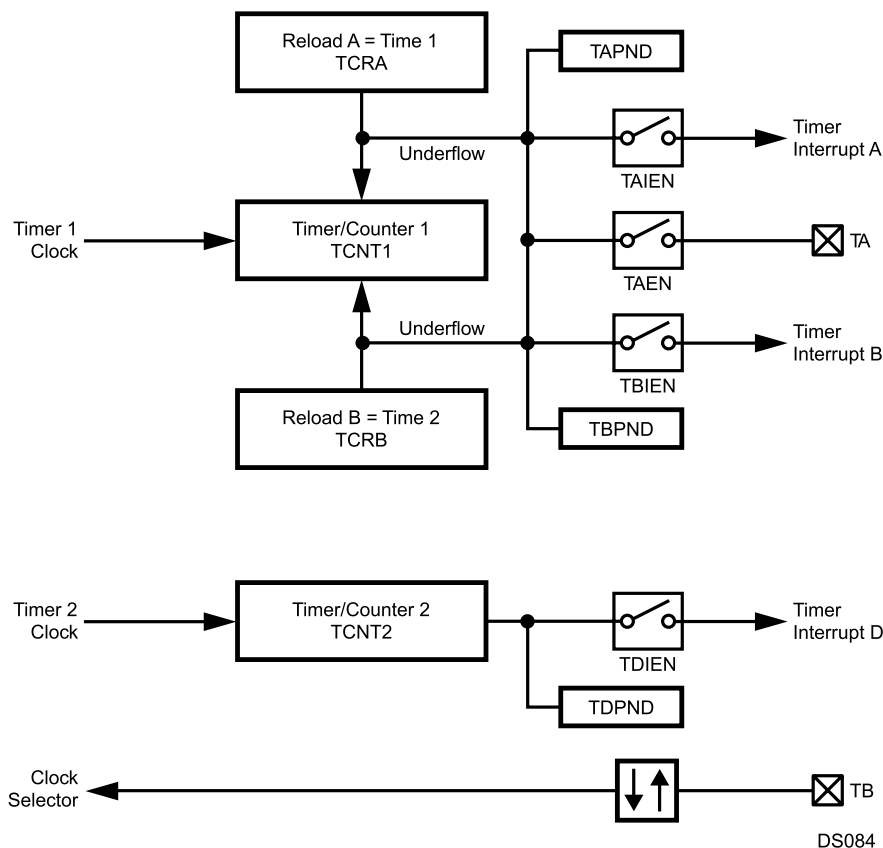 Reload A = Time 1
TCRA
TAPND
Underflow
Timer
Interrupt A
TAIEN
Timer 1
Clock
Timer/Counter 1
TCNT1
TA
TAEN
Underflow
Timer
Interrupt B
TBIEN
Reload B = Time 2
TCRB
TBPND
Timer 2
Clock
Timer/Counter 2
TCNT2
Timer
Interrupt D
TDIEN
TDPND
Clock
Selector
TB
DS084